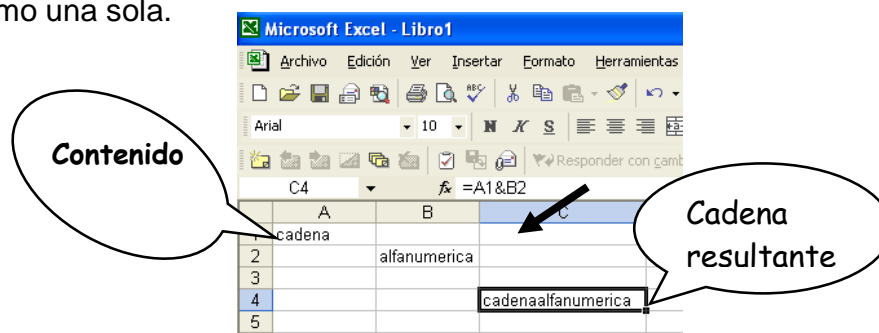 mo una sola.
Microsoft Excel - Libro1
Archivo Edición Ver Insertar Formato Herramientas
ABC
Arial 10 N K S
Responder con camb
C4 fx =A1&B2
A B C
1 cadena
2 alfanumerica
3
4 cadenaalfanumerica
5
Contenido
Cadena
resultante